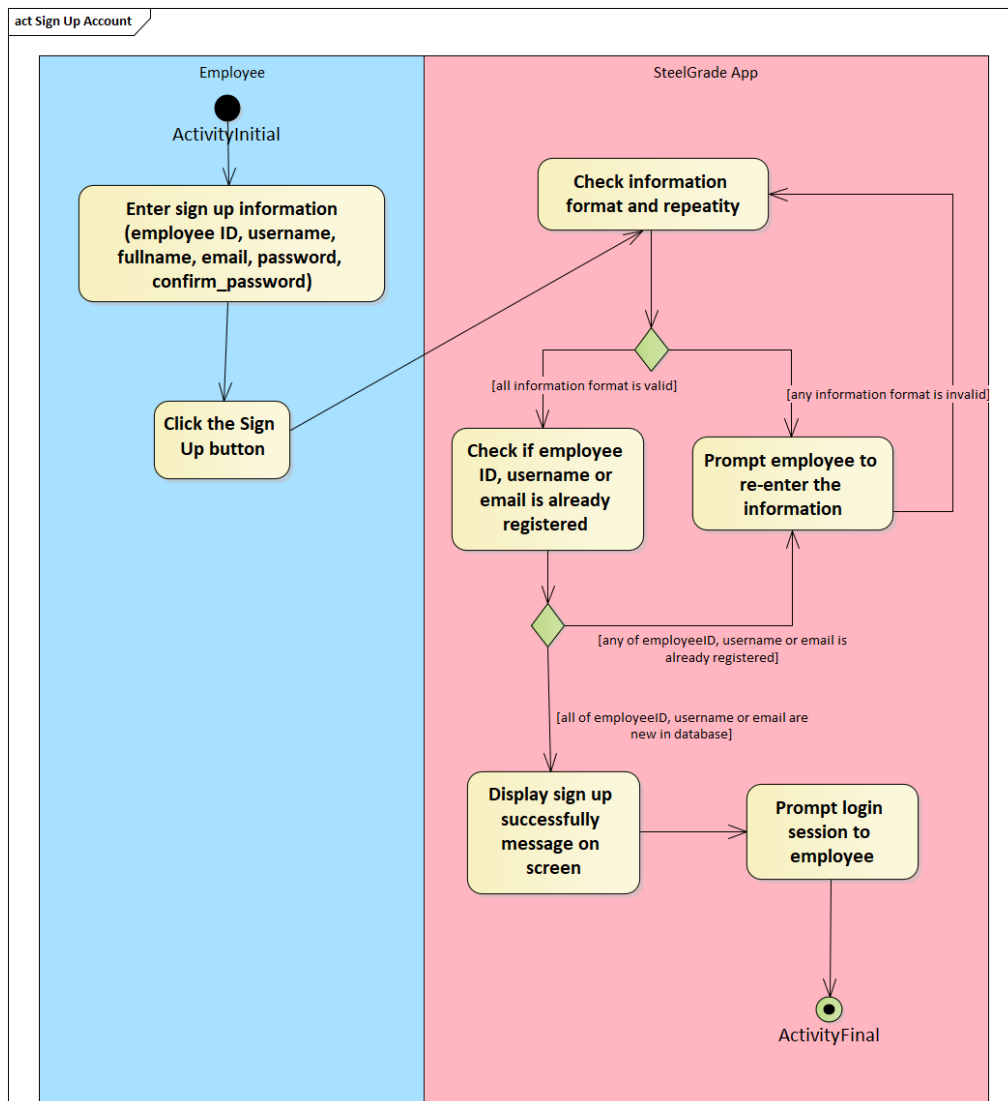 act Sign Up Account
Employee
SteelGrade App
ActivityInitial
Enter sign up information
(employee ID, username,
fullname, email, password,
confirm_password)
Click the Sign
Up button
Check information
format and repeatity
[all information format is valid]
[any information format is invalid]
Check if employee
ID, username or
email is already
registered
Prompt employee to
re-enter the
information
[any of employeeID, username or email is
already registered]
[all of employeeID, username or email are
new in database]
Display sign up
successfully
message on
screen
Prompt login
session to
employee
ActivityFinal